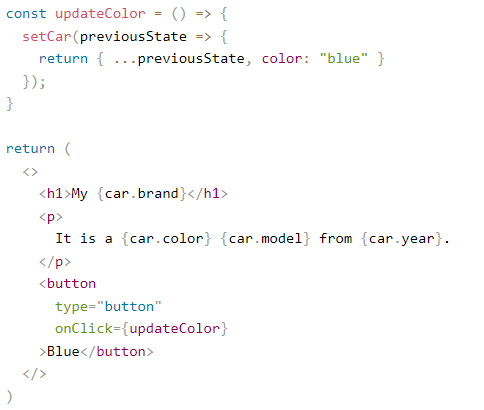 const updateColor = () => {
  setCar(previousState => {
    return { ...previousState, color: "blue" }
  });
}

return (
  <>
    <h1>My {car.brand}</h1>
    <p>
      It is a {car.color} {car.model} from {car.year}.
    </p>
    <button
      type="button"
      onClick={updateColor}
    >Blue</button>
  </>
)